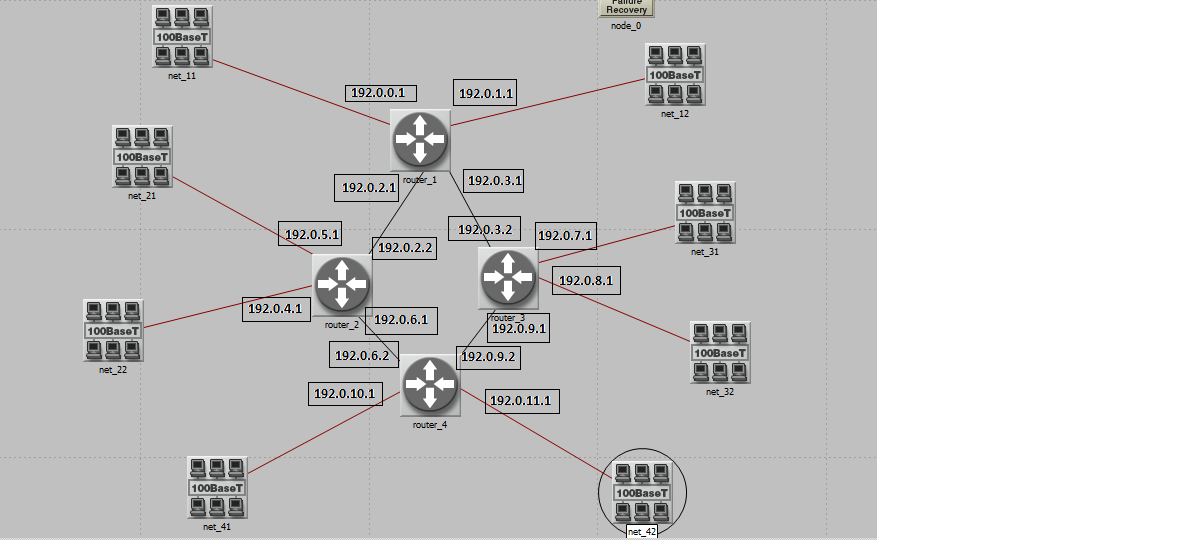 Failure
Recovery
node_0
100BaseT
net_11
100BaseT
net_12
192.0.0.1
192.0.1.1
100BaseT
net_21
router_1
192.0.2.1
192.0.3.1
100BaseT
net_31
192.0.5.1
192.0.2.2
192.0.3.2
192.0.7.1
192.0.8.1
192.0.4.1
router_2
192.0.6.1
router_3
192.0.9.1
100BaseT
net_22
100BaseT
net_32
192.0.6.2
192.0.9.2
192.0.10.1
192.0.11.1
router_4
100BaseT
net_41
100BaseT
net_42